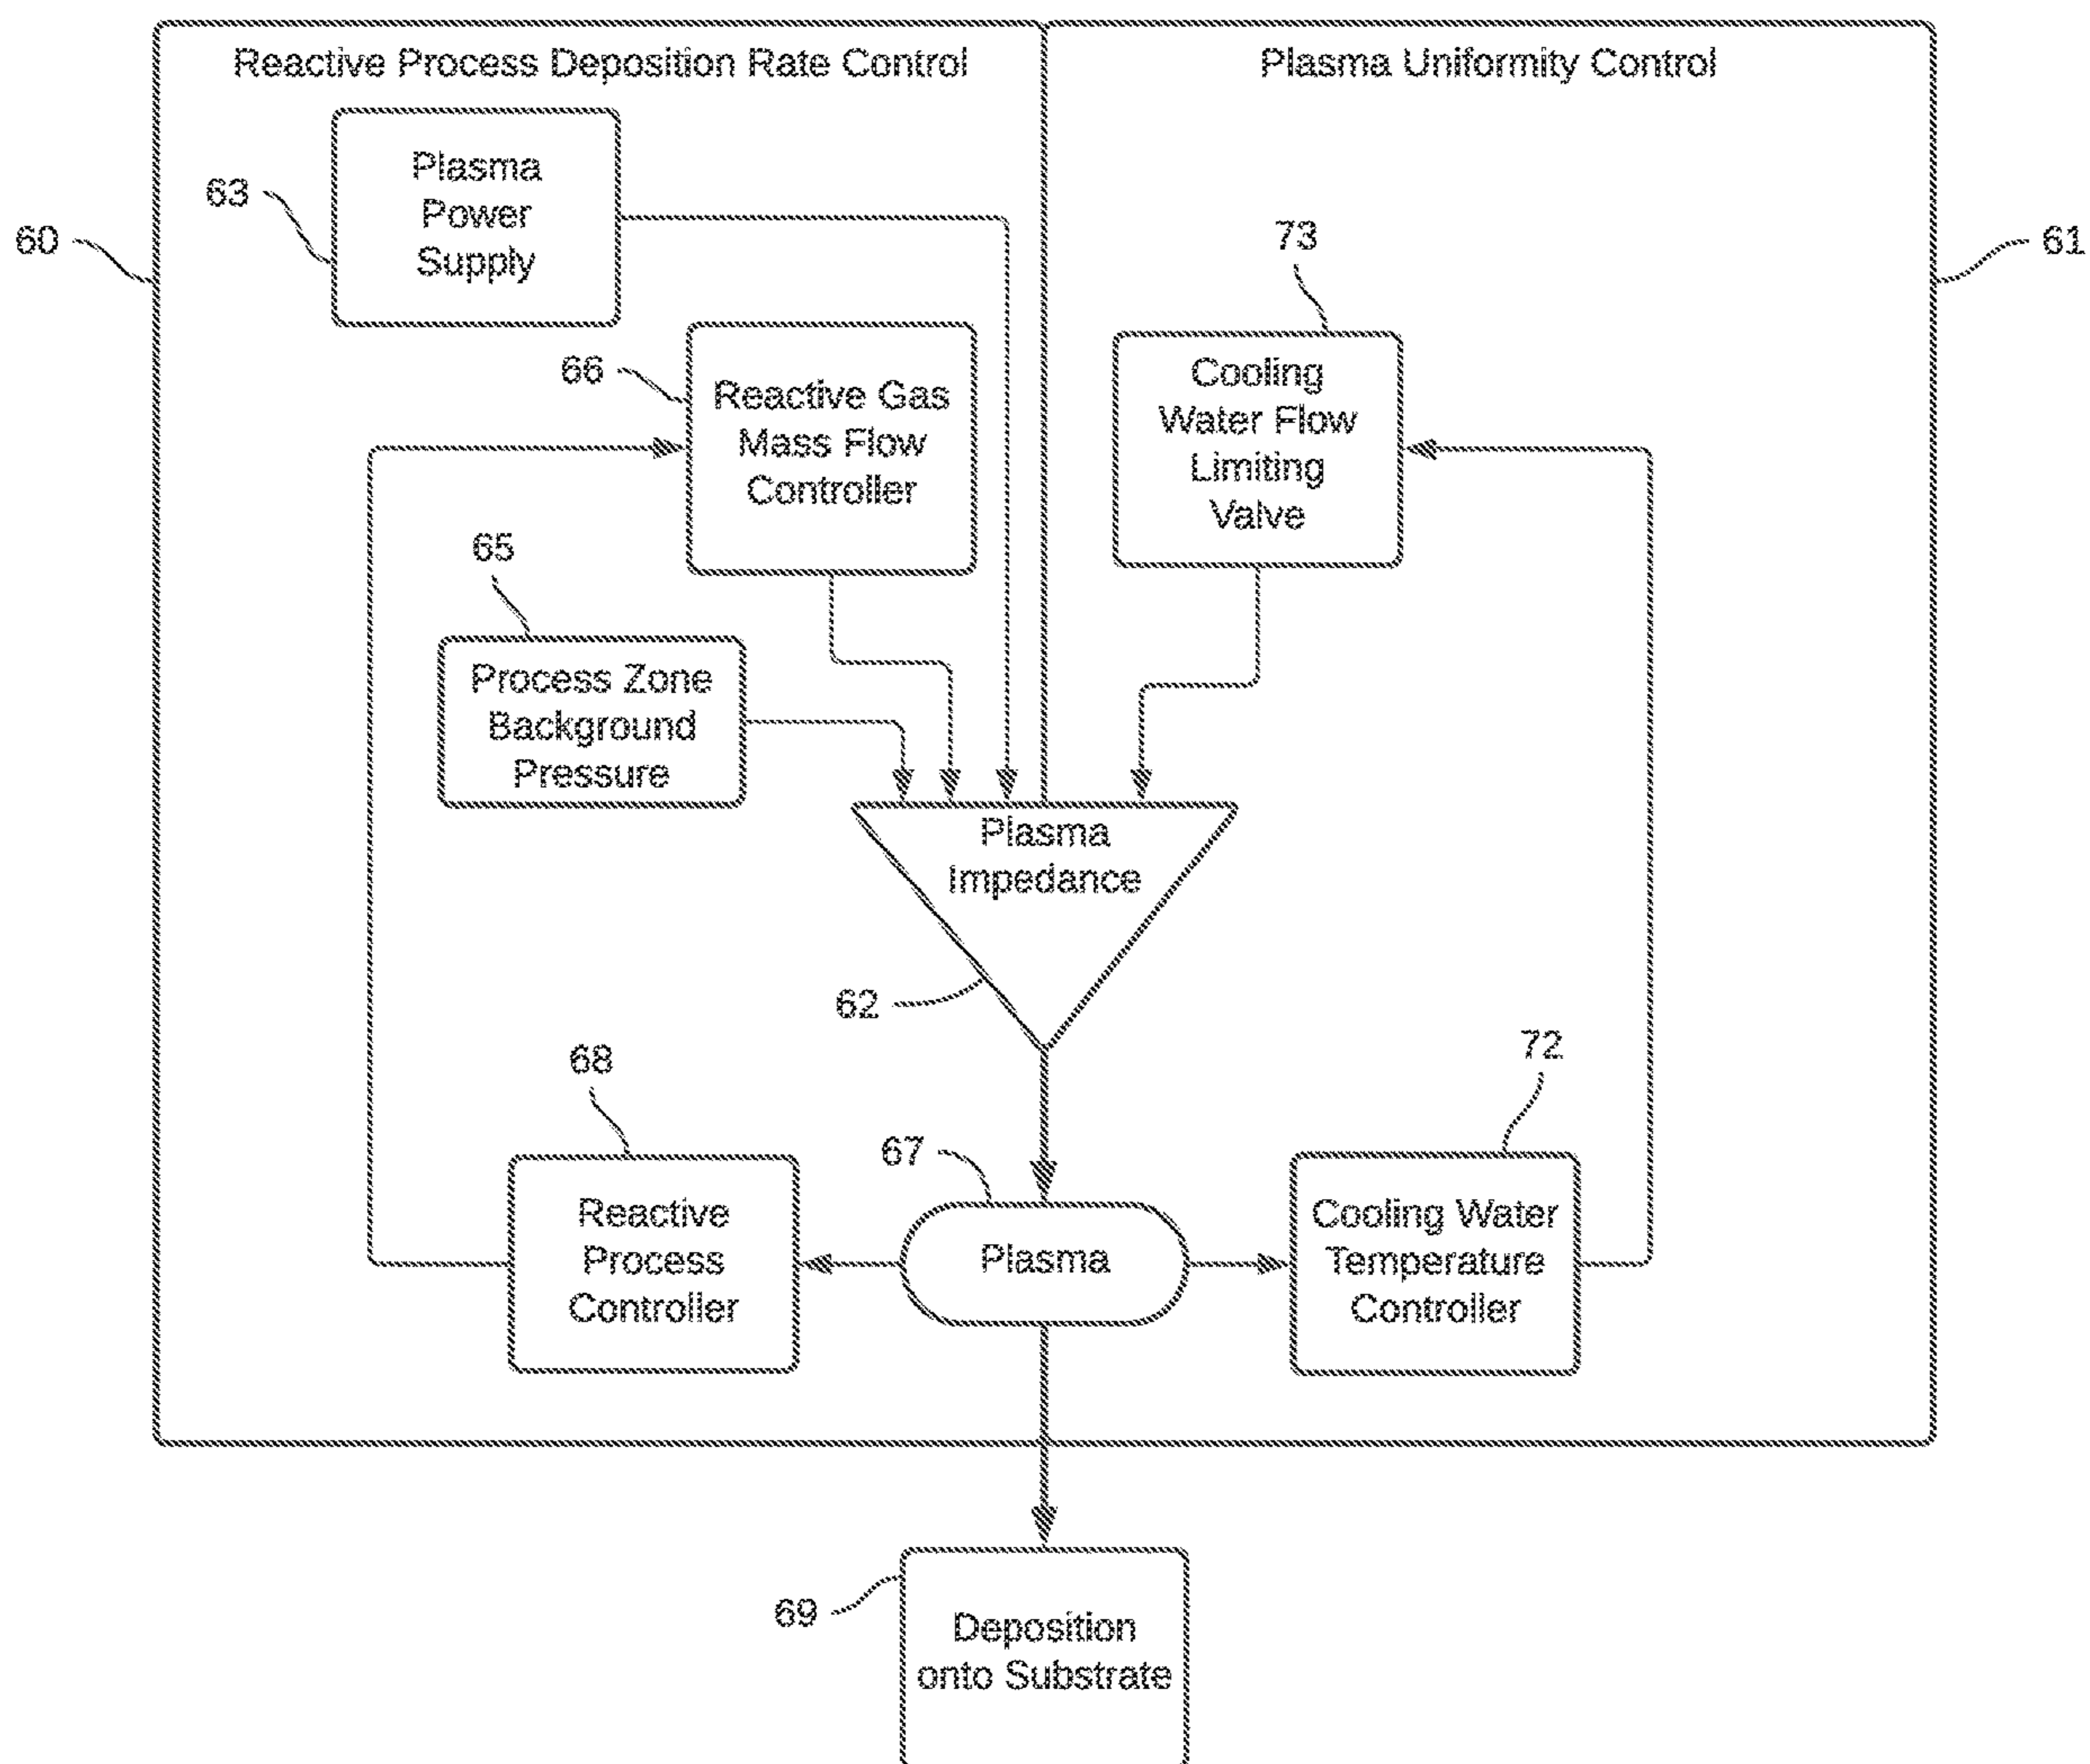 Reactive Process Deposition Rate Control
Plasma Uniformity Control
Plasma
Power
Supply
63
60
73
61
66
Reactive Gas
Mass Flow
Controller
Cooling
Water Flow
Limiting
Valve
65
Process Zone
Background
Pressure
Plasma
Impedance
62
68
72
67
Reactive
Process
Controller
Plasma
Cooling Water
Temperature
Controller
69
Deposition
onto Substrate